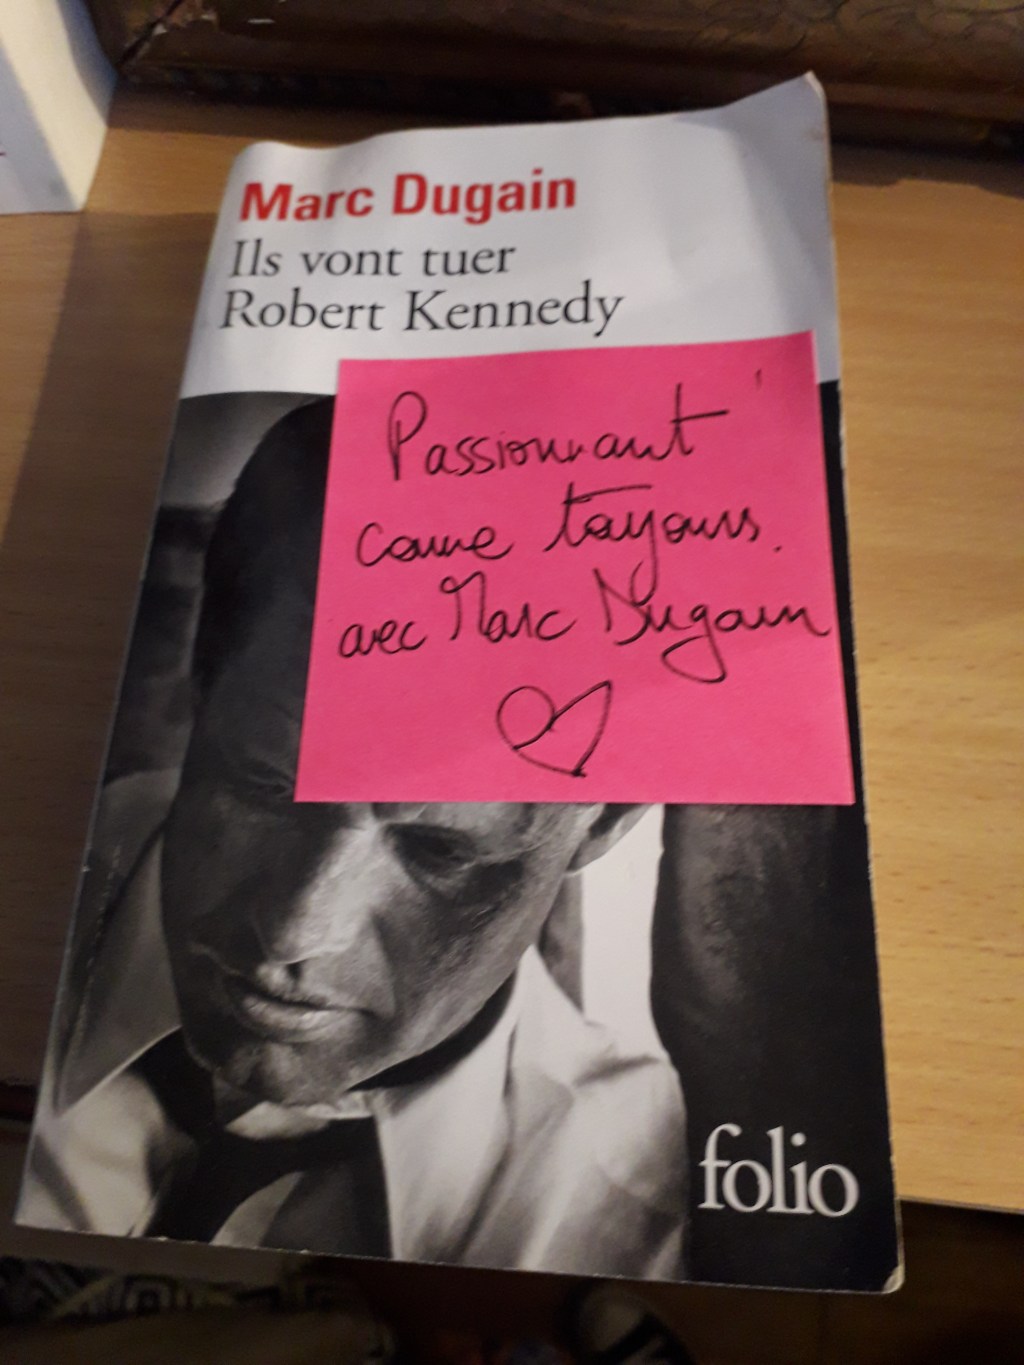 Marc Dugain
Ils vont tuer
Robert Kennedy
Passionnant
comme toujours
avec Marc Dugain
folio